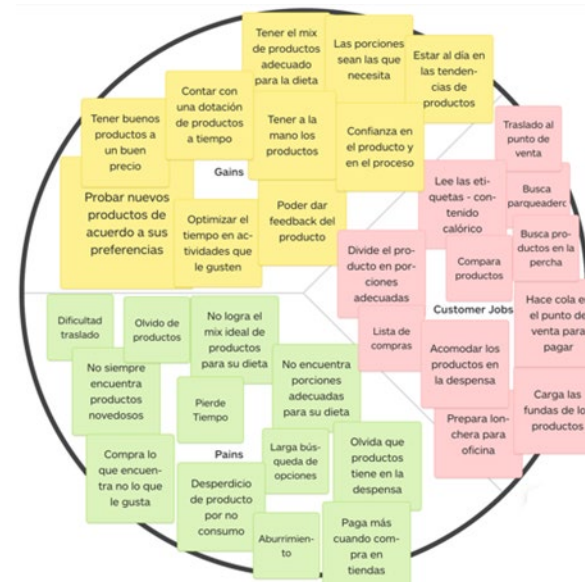 Tener el mix
de productos
adecuado
para la dieta
Las porciones
sean las que
necesita
Estar al día en
las tenden-
cias de
productos
Contar con
una dotación
de productos
a tiempo
Tener buenos
productos a
un buen
precio
Tener a la
mano los
productos
Confianza en
el producto y
en el proceso
Gains
Probar nuevos
productos de
acuerdo a sus
preferencias
Optimizar el
tiempo en ac-
tividades que
le gusten
Poder dar
feedback del
producto
Traslado al
punto de
venta
Lee las eti-
quetas - con-
tenido
calórico
Busca
parqueadero
Busca pro-
ductos en la
percha
Compara
productos
Divide el pro-
ducto en por-
ciones
adecuadas
Customer Jobs
Hace cola en
el punto de
venta para
pagar
Lista de
compras
Acomodar los
productos en
la despensa
Carga las
fundas de los
productos
Prepara lon-
chera para
oficina
Dificultad
traslado
Olvido de
productos
No logra el
mix ideal de
productos
para su dieta
No siempre
encuentra
productos
novedosos
Pierde
Tiempo
No encuentra
porciones
adecuadas
para su dieta
Pains
Compra lo
que encuen-
tra no lo que
le gusta
Desperdicio
de producto
por no
consumo
Larga bús-
queda de
opciones
Olvida que
productos
tiene en la
despensa
Aburrimie-
nto
Paga más
cuando com-
pra en
tiendas